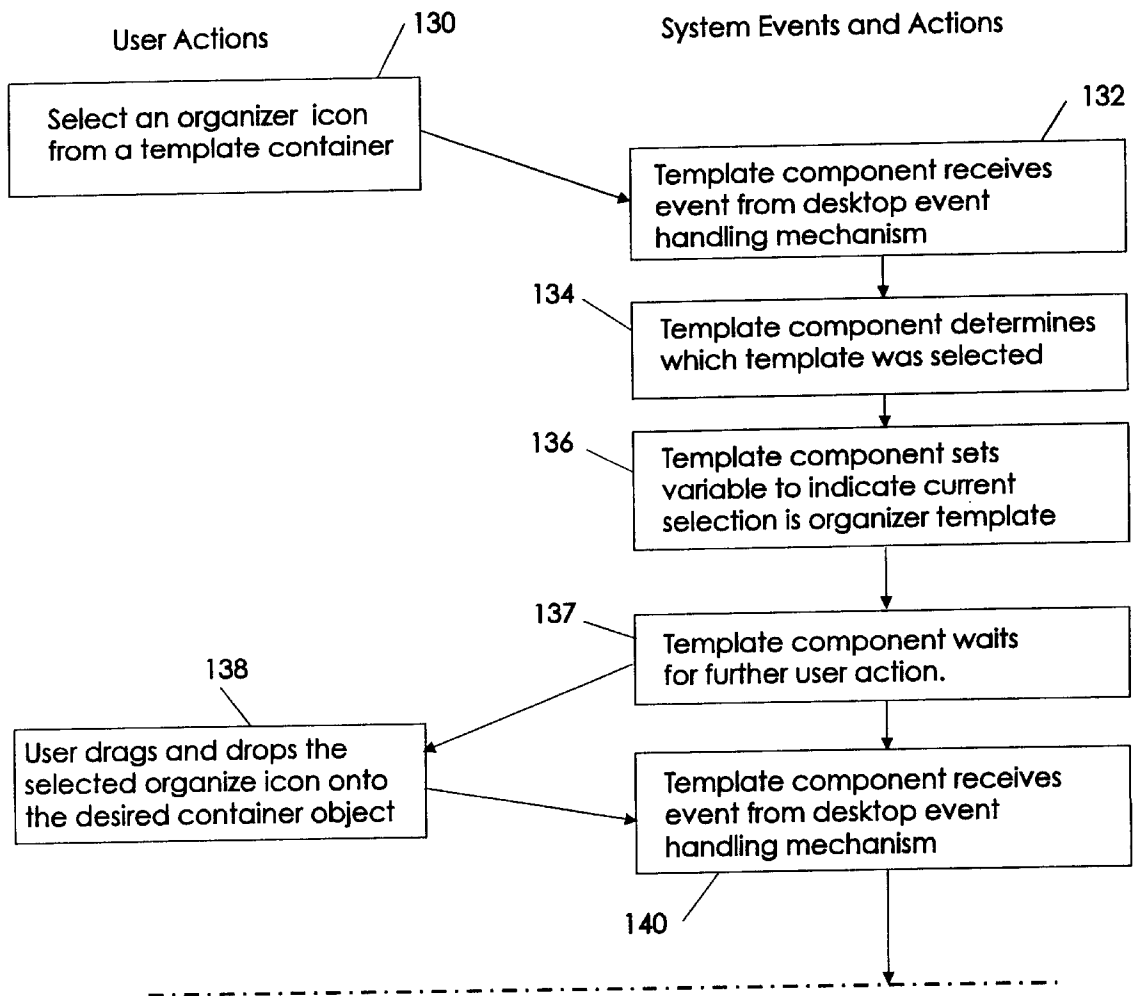 User Actions
130
System Events and Actions
Select an organizer icon
from a template container
132
Template component receives
event from desktop event
handling mechanism
134
Template component determines
which template was selected
136
Template component sets
variable to indicate current
selection is organizer template
137
Template component waits
for further user action.
138
User drags and drops the
selected organize icon onto
the desired container object
Template component receives
event from desktop event
handling mechanism
140